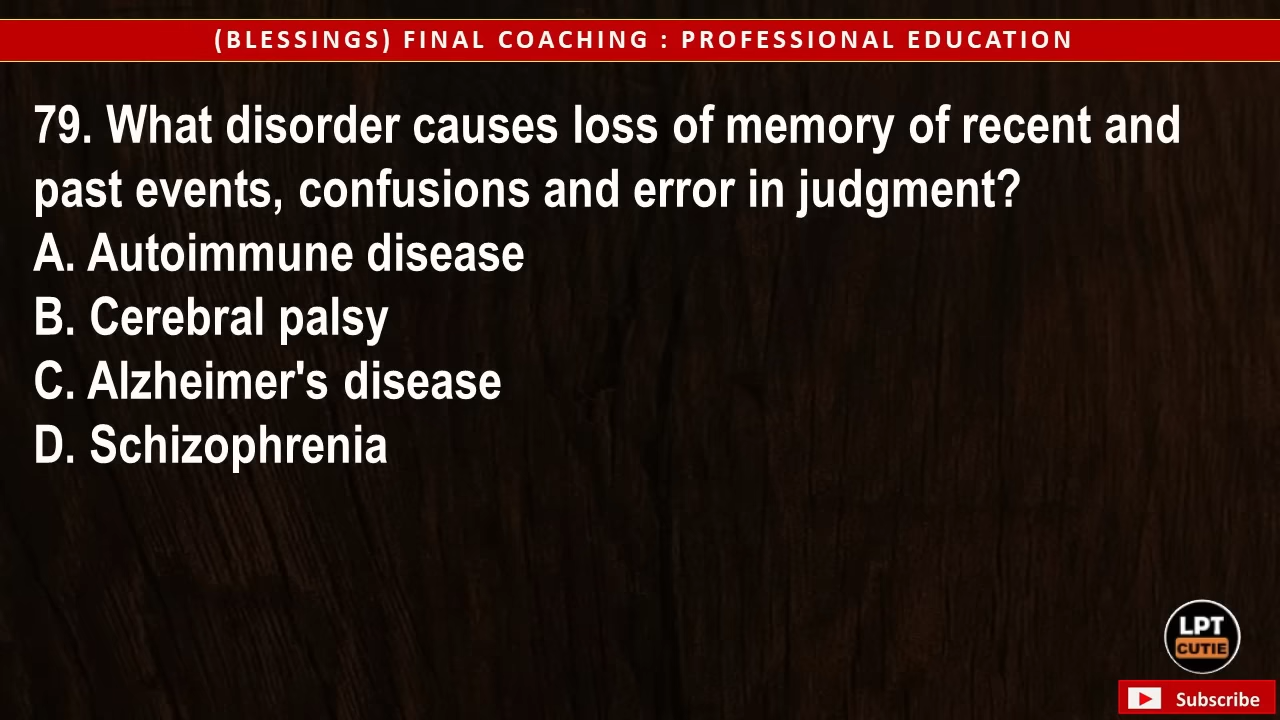 (BLESSINGS) FINAL COACHING : PROFESSIONAL EDUCATION
79. What disorder causes loss of memory of recent and
past events, confusions and error in judgment?
A. Autoimmune disease
B. Cerebral palsy
C. Alzheimer's disease
D. Schizophrenia
LPT
CUTIE
Subscribe